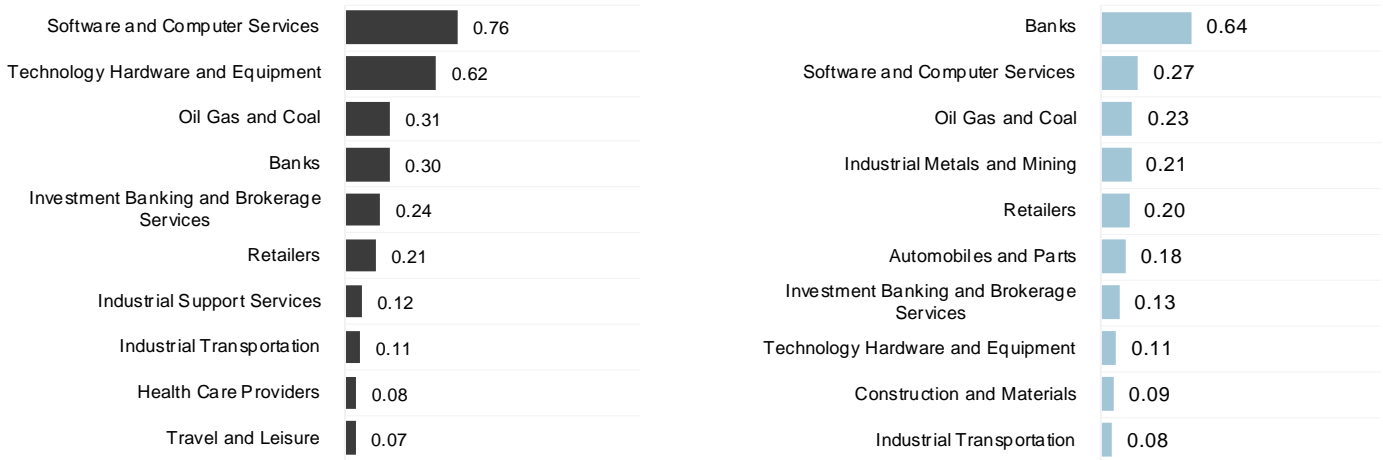 Software and Computer Services 0.76
Technology Hardware and Equipment 0.62
Oil Gas and Coal 0.31
Banks 0.30
Investment Banking and Brokerage
Services 0.24
Retailers 0.21
Industrial Support Services 0.12
Industrial Transportation 0.11
Health Care Providers 0.08
Travel and Leisure 0.07
Banks 0.64
Software and Computer Services 0.27
Oil Gas and Coal 0.23
Industrial Metals and Mining 0.21
Retailers 0.20
Automobiles and Parts 0.18
Investment Banking and Brokerage
Services 0.13
Technology Hardware and Equipment 0.11
Construction and Materials 0.09
Industrial Transportation 0.08